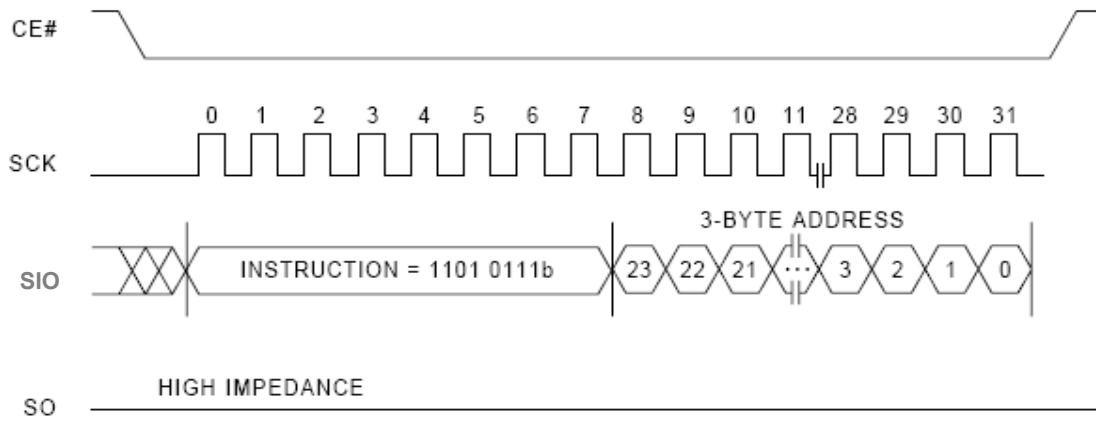 CE#
0 1 2 3 4 5 6 7 8 9 10 11 28 29 30 31
SCK
3-BYTE ADDRESS
SIO
INSTRUCTION = 1101 0111b
23 22 21 ... 3 2 1 0
HIGH IMPEDANCE
SO